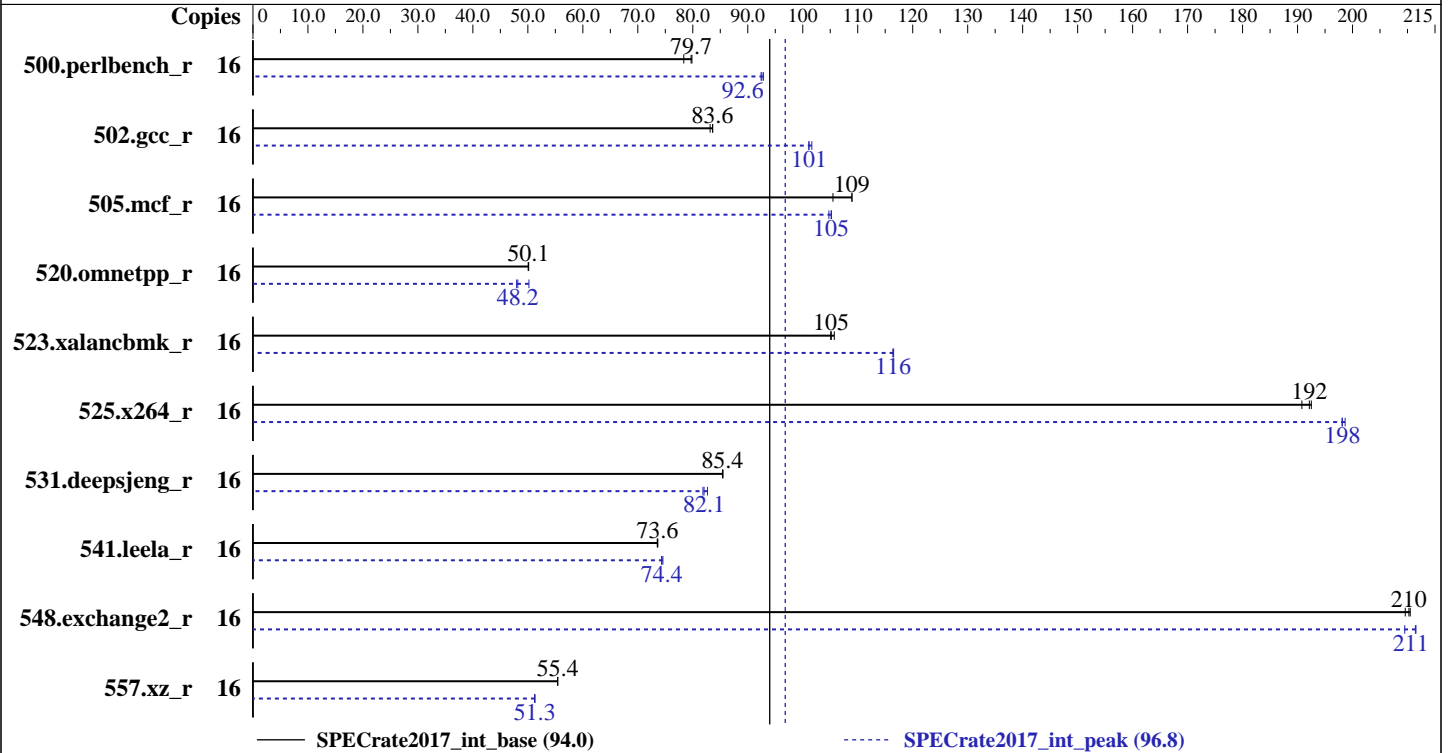 Copies 0 10.0 20.0 30.0 40.0 50.0 60.0 70.0 80.0 90.0 100 110 120 130 140 150 160 170 180 190 200 215
79.7
500.perlbench_r 16
92.6
83.6
502.gcc_r 16
101
109
505.mcf_r 16
105
50.1
520.omnetpp_r 16
48.2
105
523.xalancbmk_r 16
116
192
525.x264_r 16
198
85.4
531.deepsjeng_r 16
82.1
73.6
541.leela_r 16
74.4
210
548.exchange2_r 16
211
55.4
557.xz_r 16
51.3
SPECrate2017_int_base (94.0) SPECrate2017_int_peak (96.8)